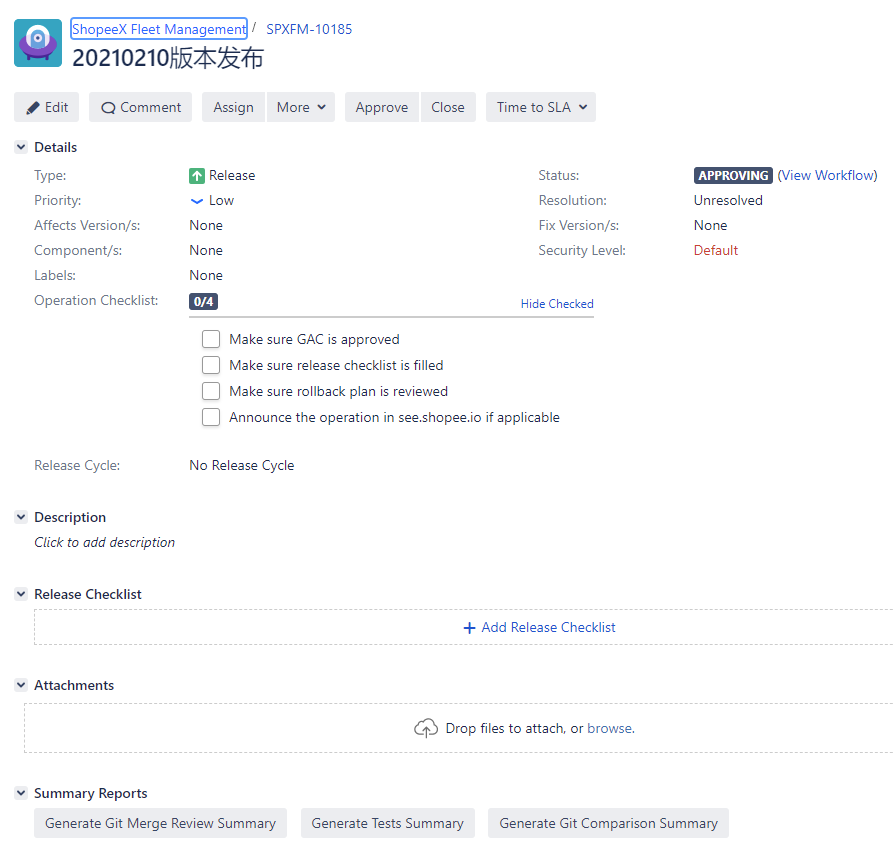 ShopeeX Fleet Management / SPXFM-10185
20210210版本发布
Edit Comment Assign More Approve Close Time to SLA
Details
Type: Release Status: APPROVING (View Workflow)
Priority: Low Resolution: Unresolved
Affects Version/s: None Fix Version/s: None
Component/s: None Security Level: Default
Labels: None
Operation Checklist: 0/4 Hide Checked
Make sure GAC is approved
Make sure release checklist is filled
Make sure rollback plan is reviewed
Announce the operation in see.shopee.io if applicable
Release Cycle: No Release Cycle
Description
Click to add description
Release Checklist
+ Add Release Checklist
Attachments
Drop files to attach, or browse.
Summary Reports
Generate Git Merge Review Summary Generate Tests Summary Generate Git Comparison Summary